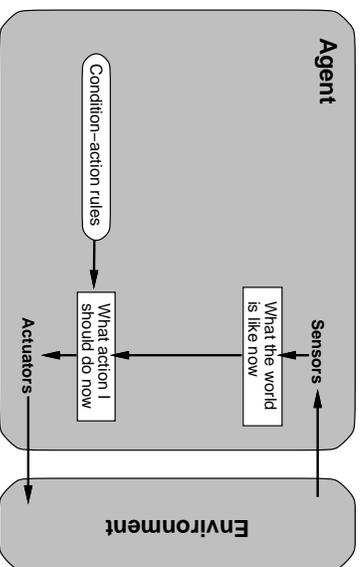 Agent
Sensors
What the world
is like now
Condition−action rules
What action I
should do now
Actuators
Environment